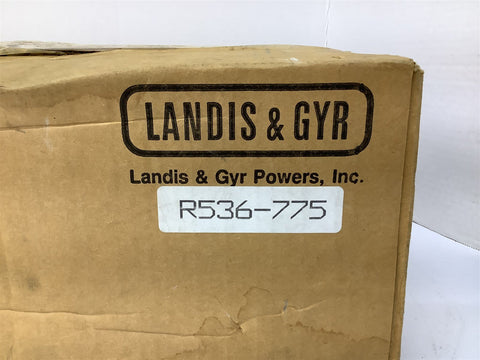 LANDIS & GYR
Landis & Gyr Powers, Inc.
R536-775